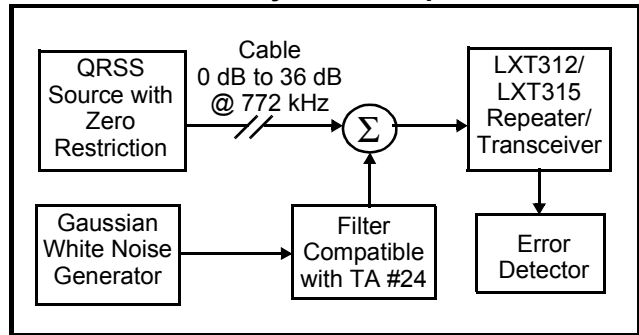 QRSS
Source with
Zero
Restriction
Cable
0 dB to 36 dB
@ 772 kHz
Σ
LXT312/
LXT315
Repeater/
Transceiver
Gaussian
White Noise
Generator
Filter
Compatible
with TA #24
Error
Detector